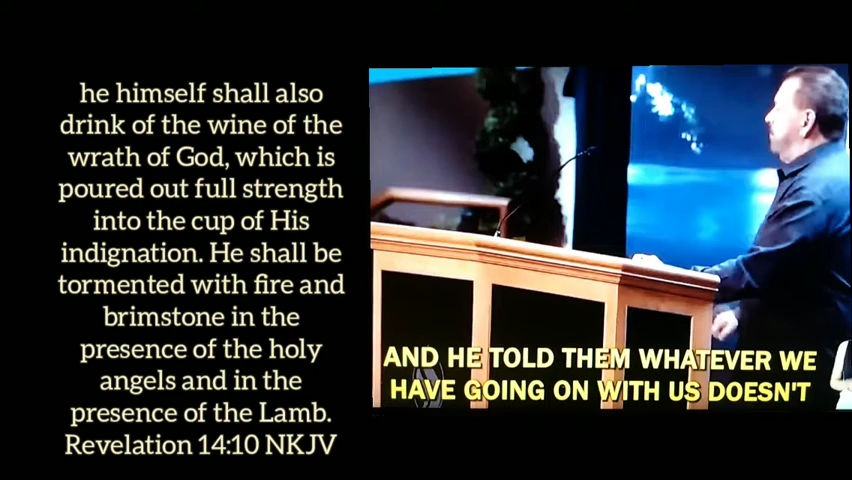 he himself shall also
drink of the wine of the
wrath of God, which is
poured out full strength
into the cup of His
indignation. He shall be
tormented with fire and
brimstone in the
presence of the holy
angels and in the
presence of the Lamb.
Revelation 14:10 NKJV
AND HE TOLD THEM WHATEVER WE
HAVE GOING ON WITH US DOESN'T